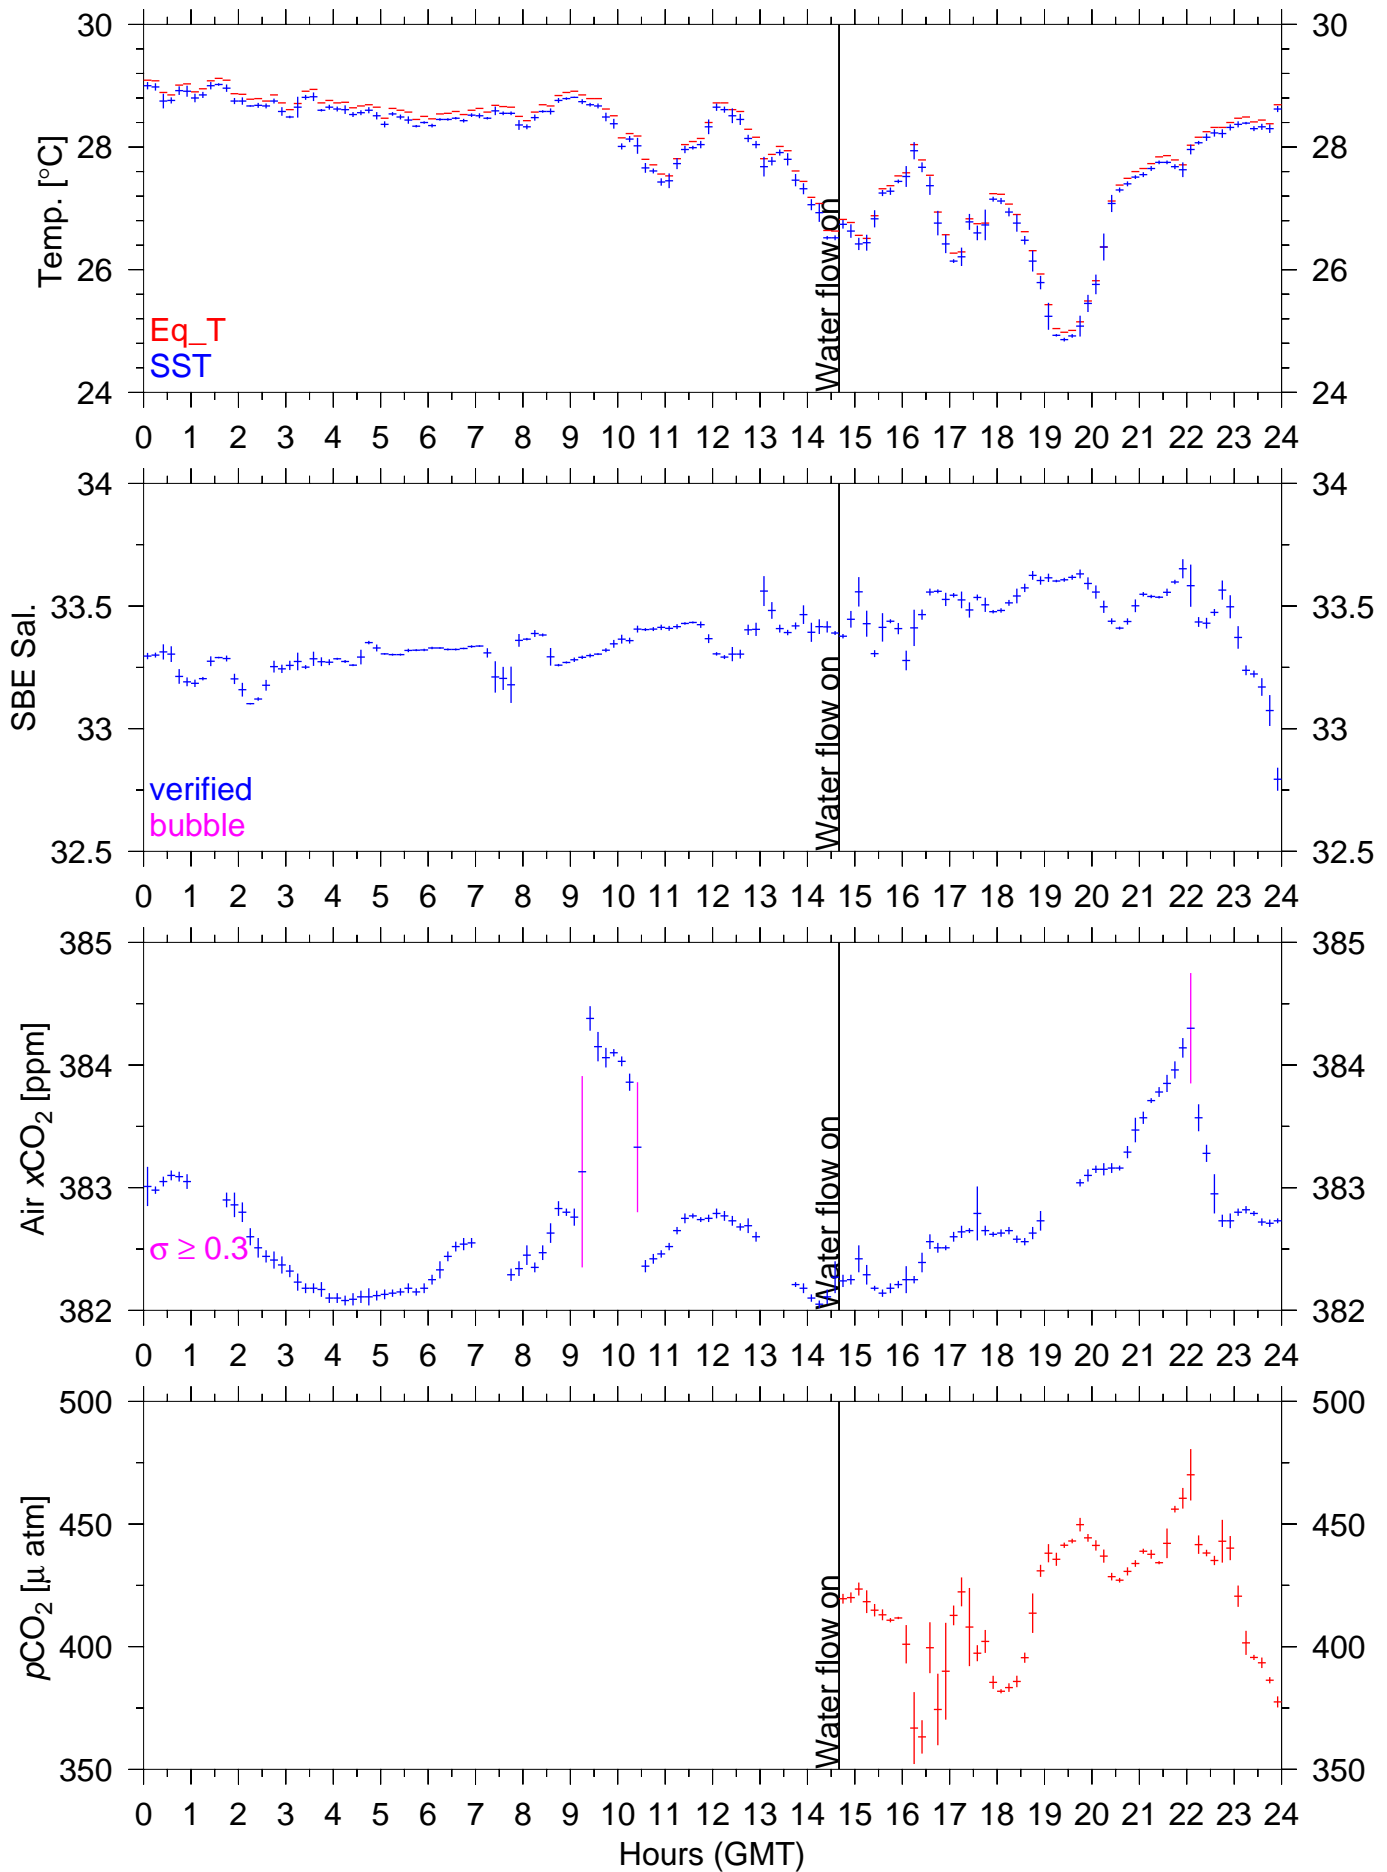 30 30
28 28
26 26
24 24
Temp. [°C]
Eq_T
SST
Water flow on
0 1 2 3 4 5 6 7 8 9 10 11 12 13 14 15 16 17 18 19 20 21 22 23 24
34 34
33.5 33.5
33 33
32.5 32.5
SBE Sal.
verified
bubble
Water flow on
0 1 2 3 4 5 6 7 8 9 10 11 12 13 14 15 16 17 18 19 20 21 22 23 24
385 385
384 384
383 383
382 382
Air xCO₂ [ppm]
σ ≥ 0.3
Water flow on
0 1 2 3 4 5 6 7 8 9 10 11 12 13 14 15 16 17 18 19 20 21 22 23 24
500 500
450 450
400 400
350 350
pCO₂ [μ atm]
Water flow on
0 1 2 3 4 5 6 7 8 9 10 11 12 13 14 15 16 17 18 19 20 21 22 23 24
Hours (GMT)